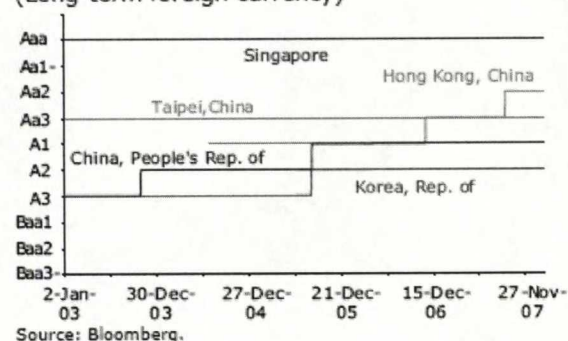 (Long-term foreign currency)
Aaa
Singapore
Aa1
Hong Kong, China
Aa2
Taipei,China
Aa3
A1
China, People's Rep. of
A2
Korea, Rep. of
A3
Baa1
Baa2
Baa3
2-Jan-03 30-Dec-03 27-Dec-04 21-Dec-05 15-Dec-06 27-Nov-07
Source: Bloomberg.